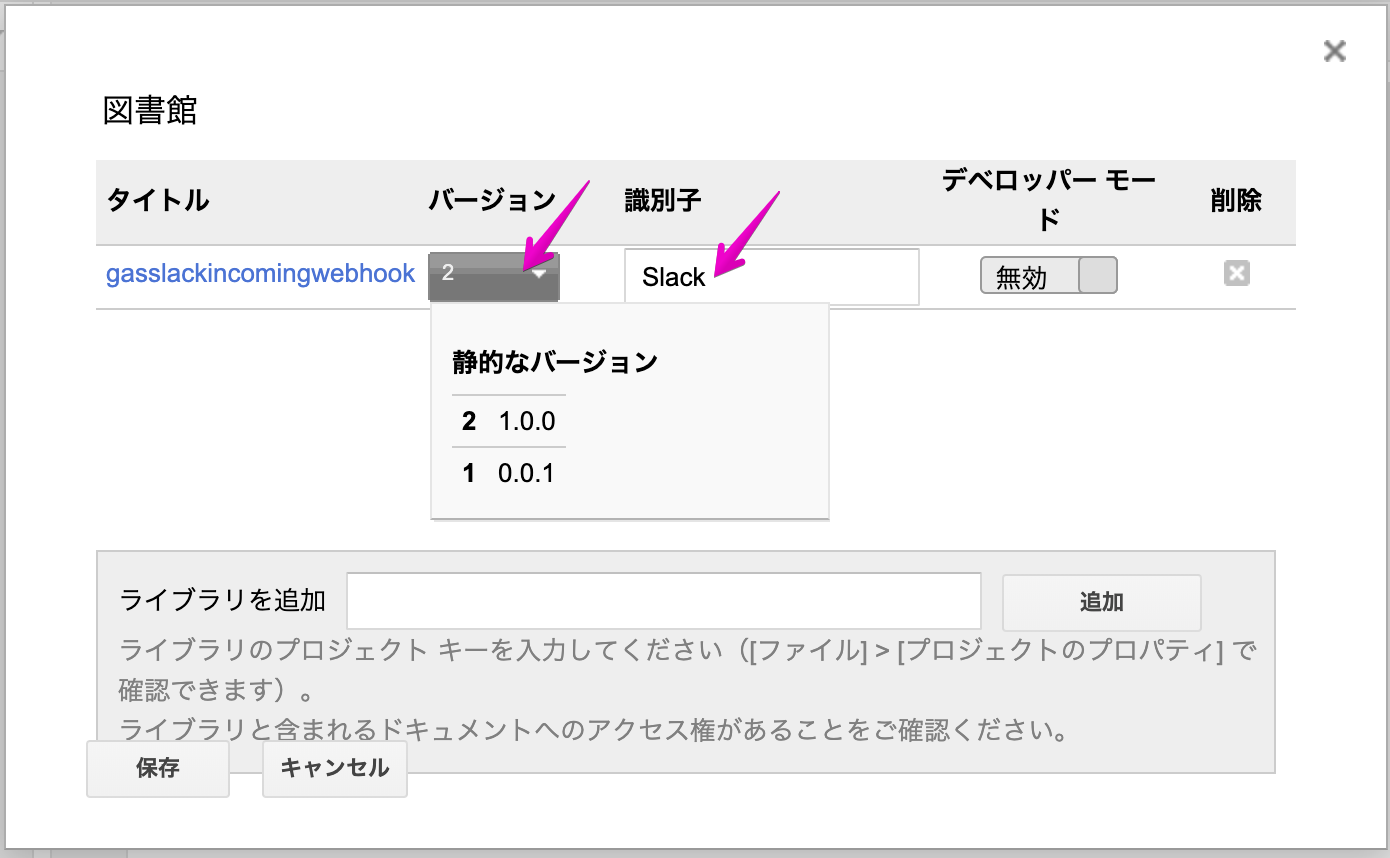 図書館
タイトル バージョン 識別子 デベロッパー モー
ド 削除
gasslackincomingwebhook 2 Slack 無効
静的なバージョン
2 1.0.0
1 0.0.1
ライブラリを追加 追加
ライブラリのプロジェクト キーを入力してください（[ファイル] > [プロジェクトのプロパティ] で
確認できます）。
ライブラリと含まれるドキュメントへのアクセス権があることをご確認ください。
保存 キャンセル